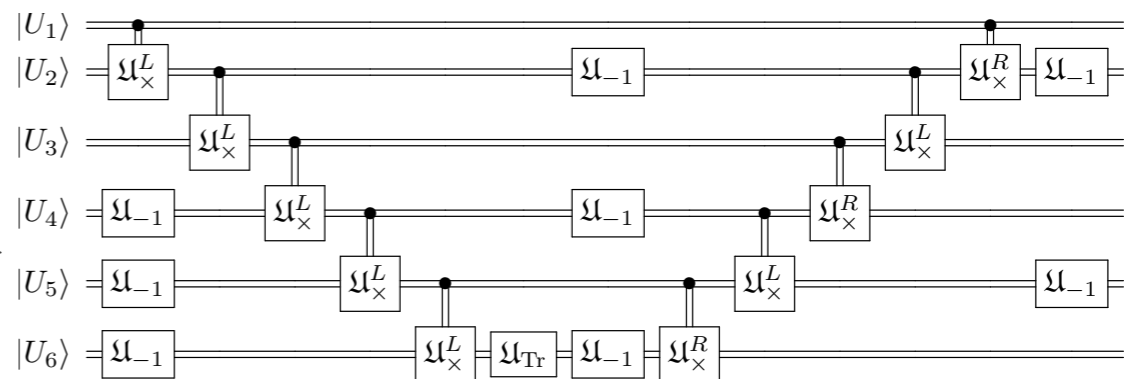 |U₁⟩
𝔘ₓᴸ 𝔘ₓᴿ
|U₂⟩ 𝔘₋₁ 𝔘₋₁
𝔘ₓᴸ 𝔘ₓᴸ
|U₃⟩
𝔘ₓᴸ 𝔘ₓᴿ
|U₄⟩ 𝔘₋₁ 𝔘₋₁
𝔘ₓᴸ 𝔘ₓᴸ
|U₅⟩ 𝔘₋₁ 𝔘₋₁
|U₆⟩ 𝔘₋₁ 𝔘ₓᴸ 𝔘_Tr 𝔘₋₁ 𝔘ₓᴿ